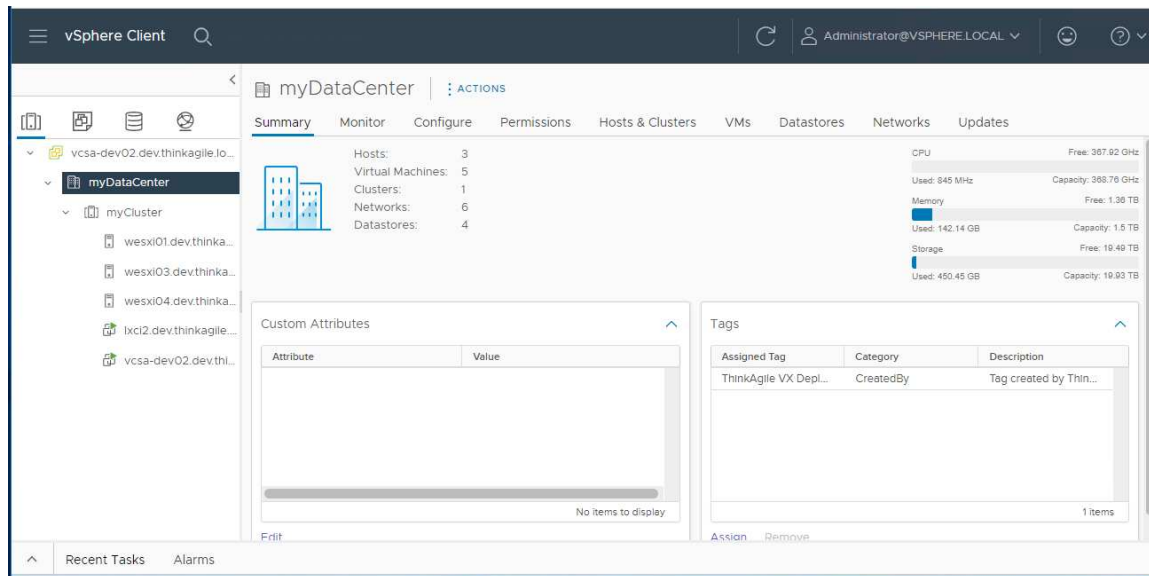 vSphere Client
Administrator@VSPHERE.LOCAL
myDataCenter
ACTIONS
Summary Monitor Configure Permissions Hosts & Clusters VMs Datastores Networks Updates
vcsa-dev02.dev.thinkagile.lo...
myDataCenter
myCluster
wesxi01.dev.thinka...
wesxi03.dev.thinka...
wesxi04.dev.thinka...
lxci2.dev.thinkagile....
vcsa-dev02.dev.thi...
Hosts: 3
Virtual Machines: 5
Clusters: 1
Networks: 6
Datastores: 4
CPU Free: 367.92 GHz
Used: 845 MHz Capacity: 368.76 GHz
Memory Free: 1.36 TB
Used: 142.14 GB Capacity: 1.5 TB
Storage Free: 19.49 TB
Used: 450.45 GB Capacity: 19.93 TB
Custom Attributes
Attribute Value
No items to display
Edit
Tags
Assigned Tag Category Description
ThinkAgile VX Depl... CreatedBy Tag created by Thin...
1 items
Assign Remove
Recent Tasks Alarms